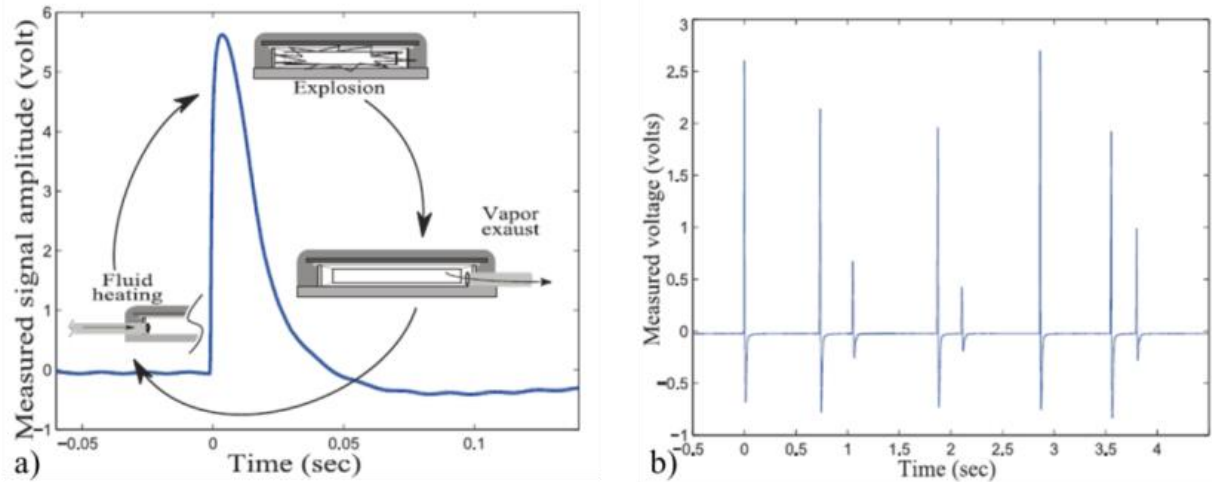 Measured signal amplitude (volt)
6
5
4
3
2
1
0
−1
−0.05
0
0.05
0.1
Time (sec)
Explosion
Vapor
exaust
Fluid
heating
a)
Measured voltage (volts)
3
2.5
2
1.5
1
0.5
0
−0.5
−1
−0.5
0
0.5
1
1.5
2
2.5
3
3.5
4
Time (sec)
b)